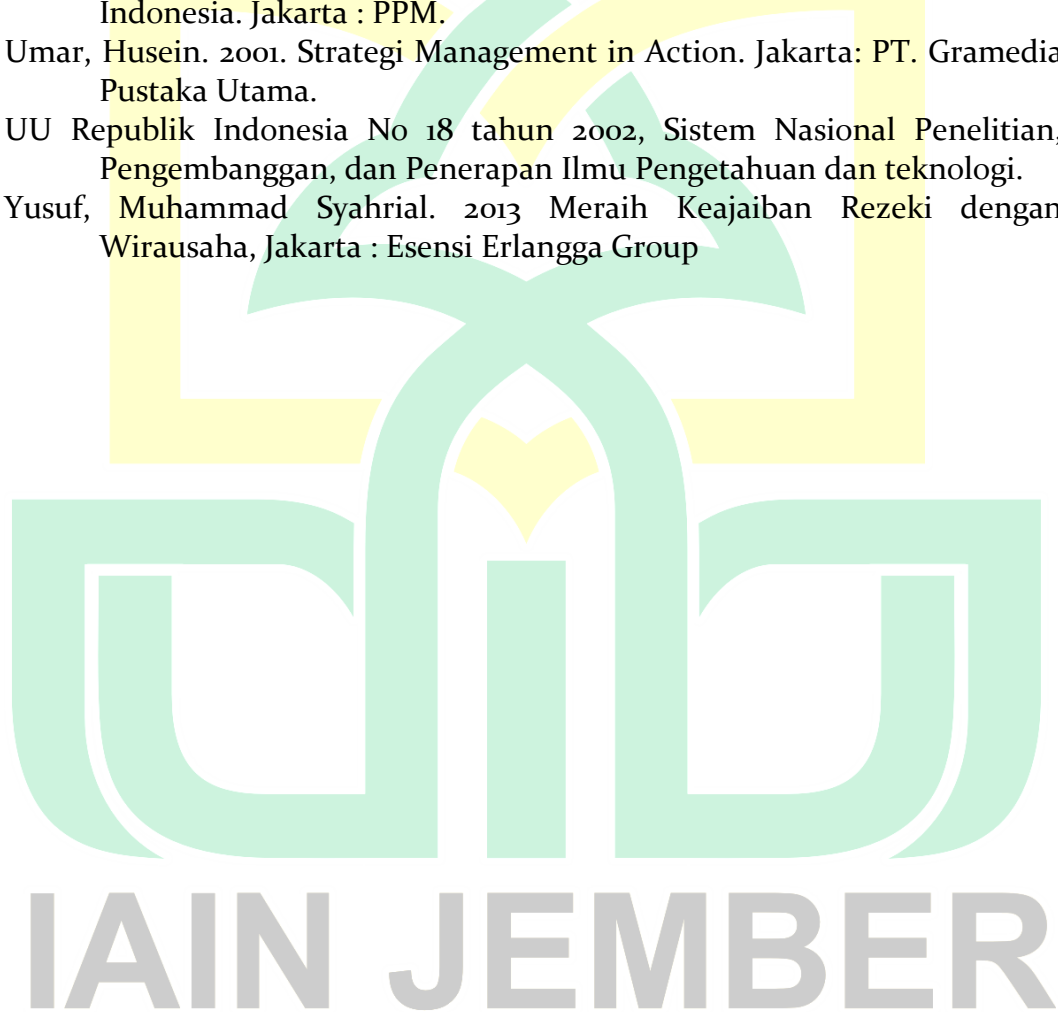 Indonesia. Jakarta : PPM.
Umar, Husein. 2001. Strategi Management in Action. Jakarta: PT. Gramedia
Pustaka Utama.
UU Republik Indonesia No 18 tahun 2002, Sistem Nasional Penelitian,
Pengembanggan, dan Penerapan Ilmu Pengetahuan dan teknologi.
Yusuf, Muhammad Syahrial. 2013 Meraih Keajaiban Rezeki dengan
Wirausaha, Jakarta : Esensi Erlangga Group
IAIN JEMBER